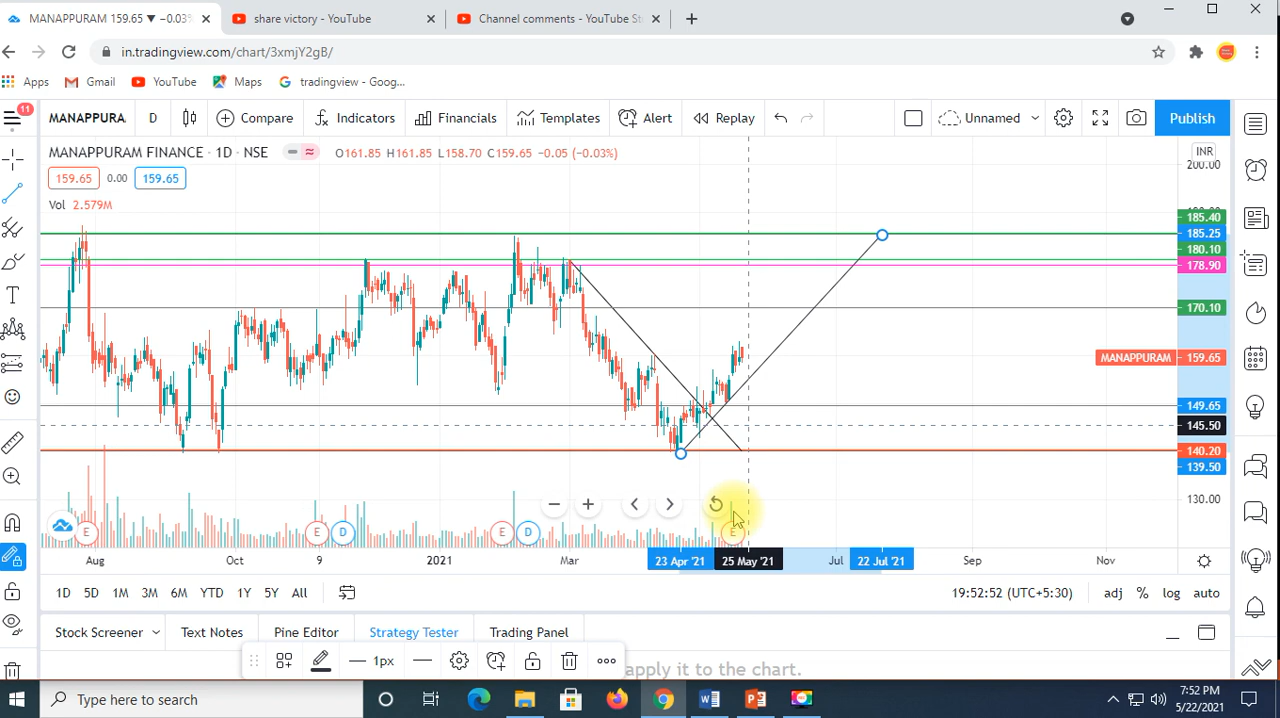 MANAPPURAM 159.65 ▼ −0.03%
share victory - YouTube
Channel comments - YouTube St
in.tradingview.com/chart/3xmjY2gB/
Apps
Gmail
YouTube
Maps
tradingview - Goog...
11
MANAPPURA
D
Compare
Indicators
Financials
Templates
Alert
Replay
Unnamed
Publish
MANAPPURAM FINANCE · 1D · NSE
O161.85 H161.85 L158.70 C159.65 −0.05 (−0.03%)
INR
200.00
159.65
0.00
159.65
Vol 2.579M
185.40
185.25
180.10
178.90
170.10
MANAPPURAM 159.65
149.65
145.50
140.20
139.50
130.00
E
E
D
E
D
E
Aug
Oct
9
2021
Mar
23 Apr '21
25 May '21
Jul
22 Jul '21
Sep
Nov
1D
5D
1M
3M
6M
YTD
1Y
5Y
All
19:52:52 (UTC+5:30)
adj
%
log
auto
Stock Screener
Text Notes
Pine Editor
Strategy Tester
Trading Panel
1px
apply it to the chart.
Type here to search
7:52 PM
5/22/2021